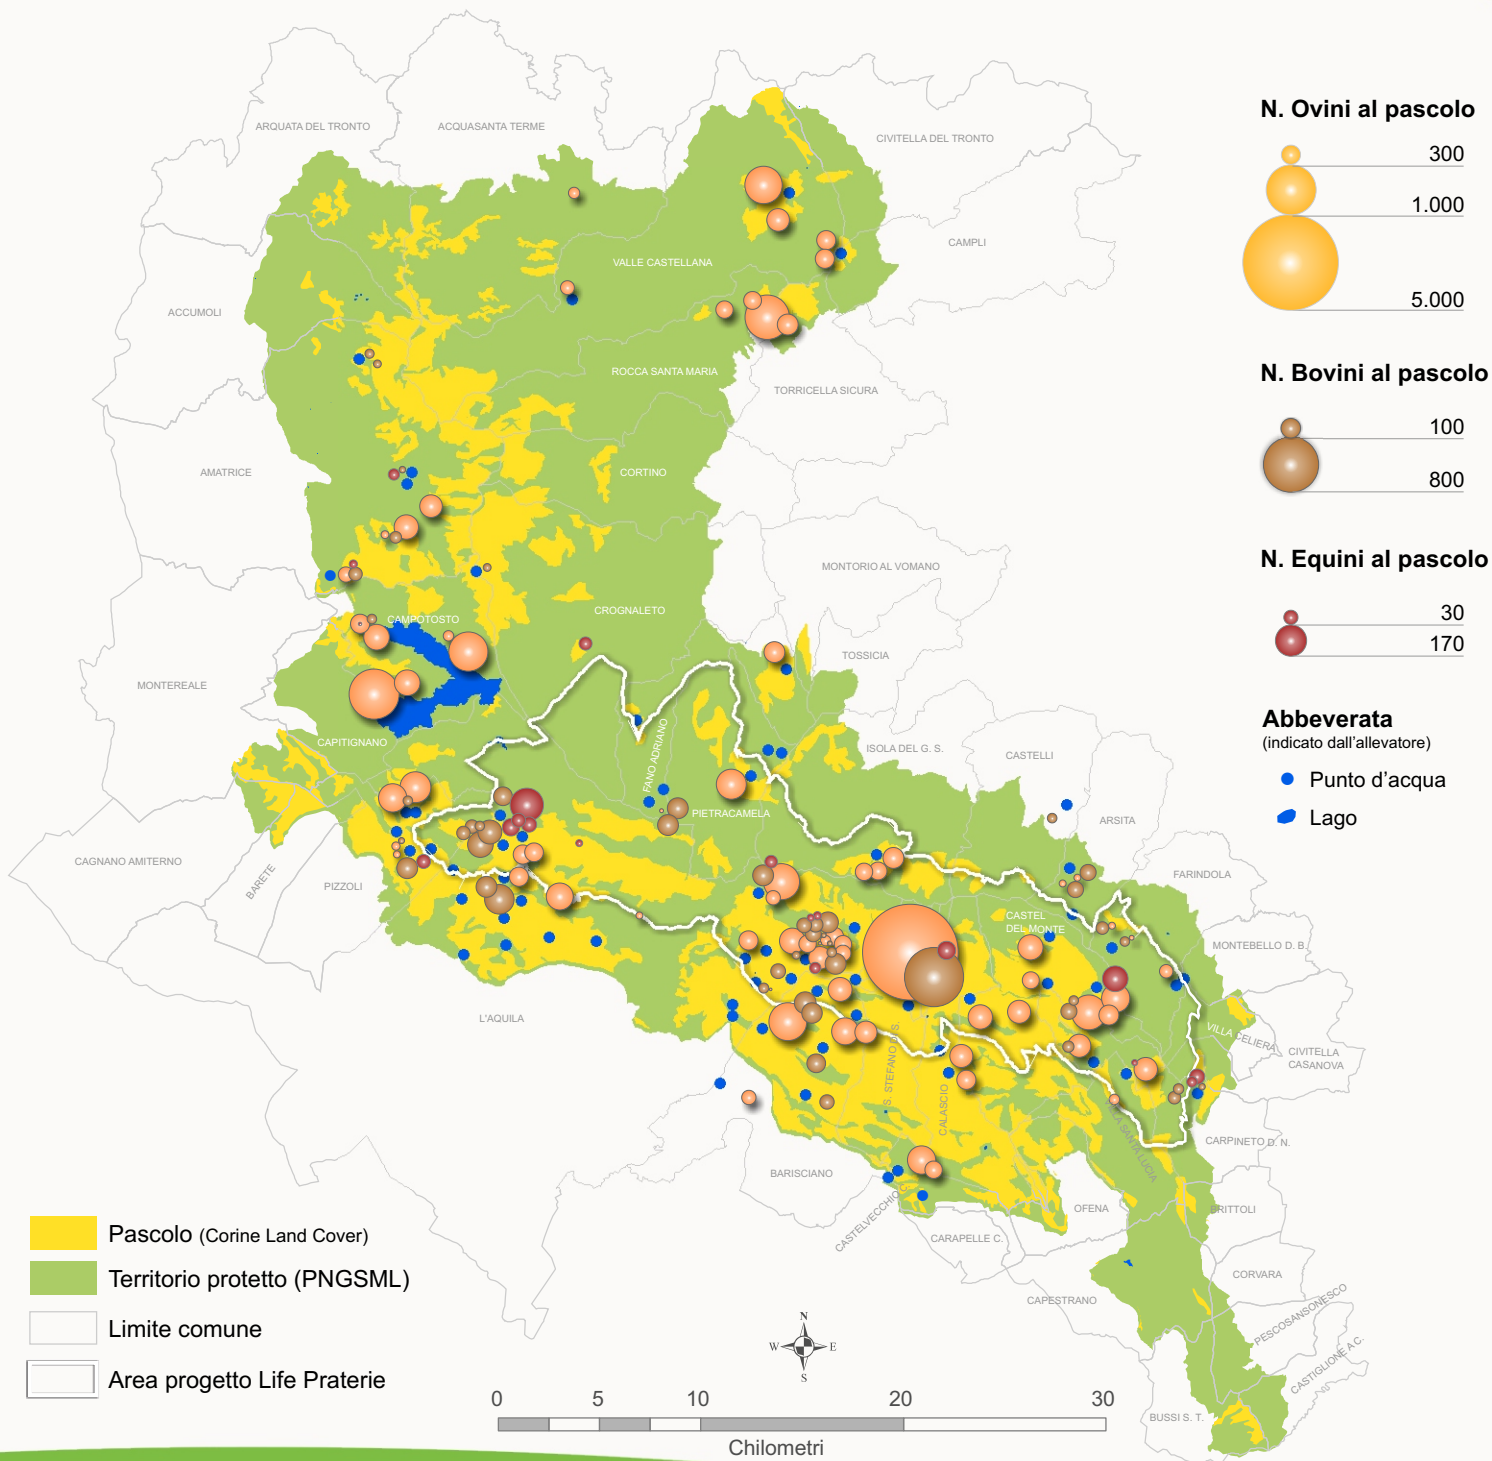 ARQUATA DEL TRONTO
ACQUASANTA TERME
CIVITELLA DEL TRONTO
CAMPLI
VALLE CASTELLANA
ACCUMOLI
ROCCA SANTA MARIA
TORRICELLA SICURA
AMATRICE
CORTINO
MONTORIO AL VOMANO
CROGNALETO
CAMPOTOSTO
TOSSICIA
MONTEREALE
CAPITIGNANO
FANO ADRIANO
ISOLA DEL G. S.
CASTELLI
PIETRACAMELA
ARSITA
CAGNANO AMITERNO
BARETE
PIZZOLI
FARINDOLA
CASTEL
DEL MONTE
MONTEBELLO D. B.
L'AQUILA
S. STEFANO D. S.
VILLA CELIERA
CIVITELLA
CASANOVA
CALASCIO
VILLA SANTA LUCIA
CARPINETO D. N.
BARISCIANO
CASTELVECCHIO C.
OFENA
BRITTOLI
CARAPELLE C.
CORVARA
CAPESTRANO
PESCOSANSONESCO
CASTIGLIONE A C.
BUSSI S. T.
N. Ovini al pascolo
300
1.000
5.000
N. Bovini al pascolo
100
800
N. Equini al pascolo
30
170
Abbeverata
(indicato dall'allevatore)
Punto d'acqua
Lago
Pascolo (Corine Land Cover)
Territorio protetto (PNGSML)
Limite comune
Area progetto Life Praterie
N
W E
S
0 5 10 20 30
Chilometri